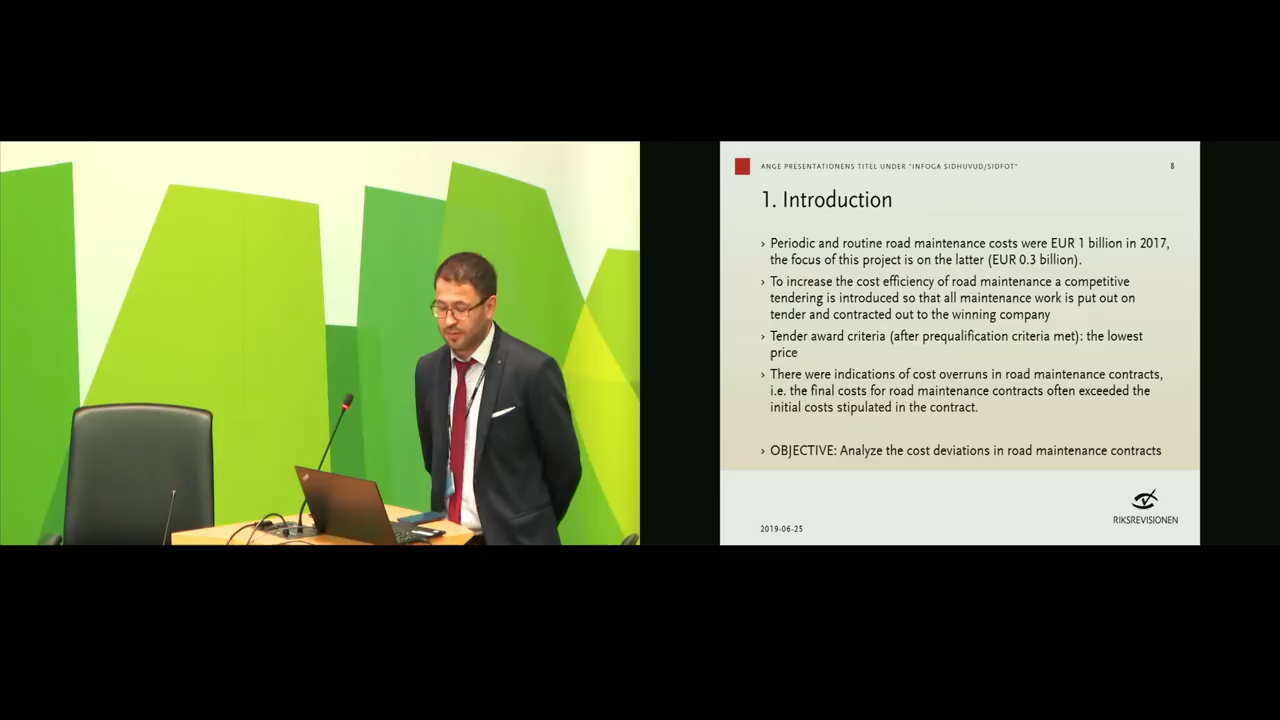 ANGE PRESENTATIONENS TITEL UNDER "INFOGA SIDHUVUD/SIDFOT"
8
1. Introduction
› Periodic and routine road maintenance costs were EUR 1 billion in 2017,
the focus of this project is on the latter (EUR 0.3 billion).
› To increase the cost efficiency of road maintenance a competitive
tendering is introduced so that all maintenance work is put out on
tender and contracted out to the winning company
› Tender award criteria (after prequalification criteria met): the lowest
price
› There were indications of cost overruns in road maintenance contracts,
i.e. the final costs for road maintenance contracts often exceeded the
initial costs stipulated in the contract.
› OBJECTIVE: Analyze the cost deviations in road maintenance contracts
RIKSREVISIONEN
2019-06-25